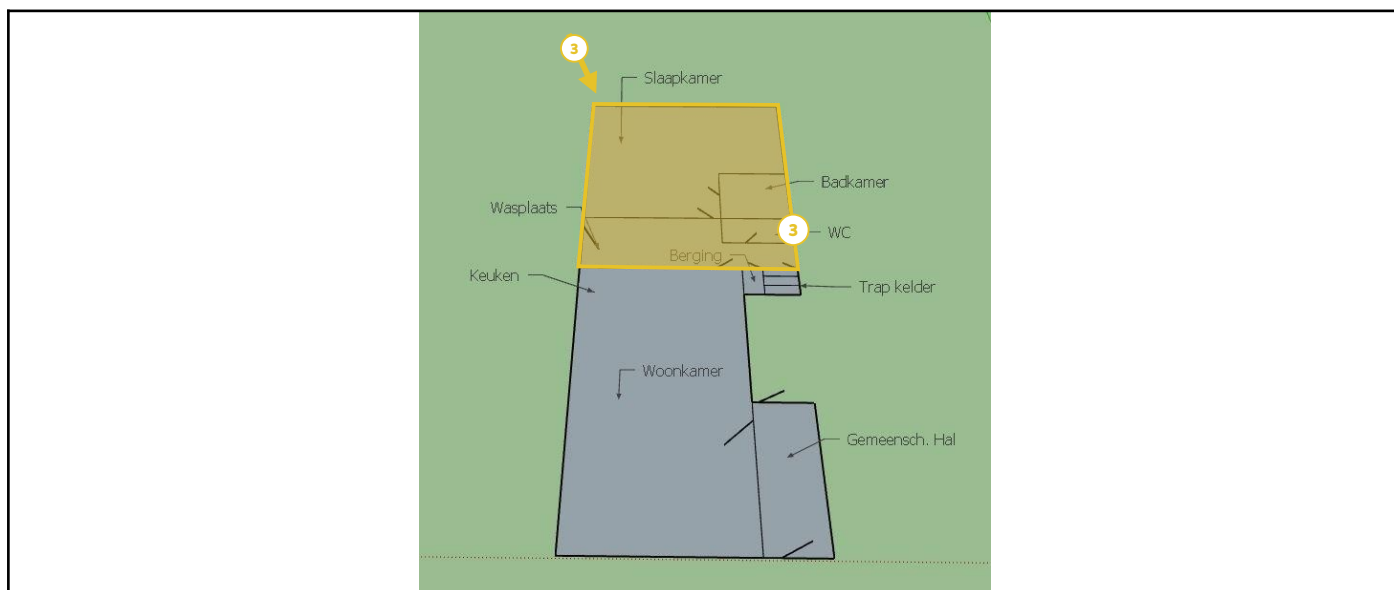 3
Slaapkamer
Badkamer
Wasplaats
3
WC
Berging
Keuken
Trap kelder
Woonkamer
Gemeensch. Hal